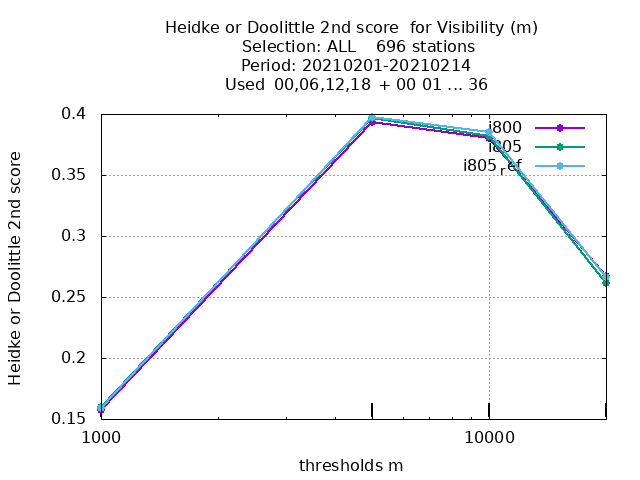 Heidke or Doolittle 2nd score  for Visibility (m)
Selection: ALL    696 stations
Period: 20210201-20210214
Used  00,06,12,18 + 00 01 ... 36
Heidke or Doolittle 2nd score
0.4
0.35
0.3
0.25
0.2
0.15
i800
i805
i805ref
1000
10000
thresholds m